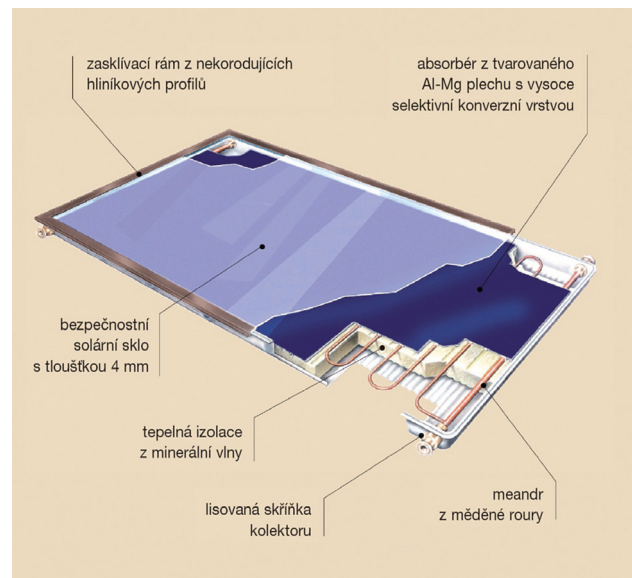 zasklívací rám z nekorodujících
hliníkových profilů
absorbér z tvarovaného
Al-Mg plechu s vysoce
selektivní konverzní vrstvou
bezpečnostní
solární sklo
s tloušťkou 4 mm
tepelná izolace
z minerální vlny
lisovaná skříňka
kolektoru
meandr
z měděné roury